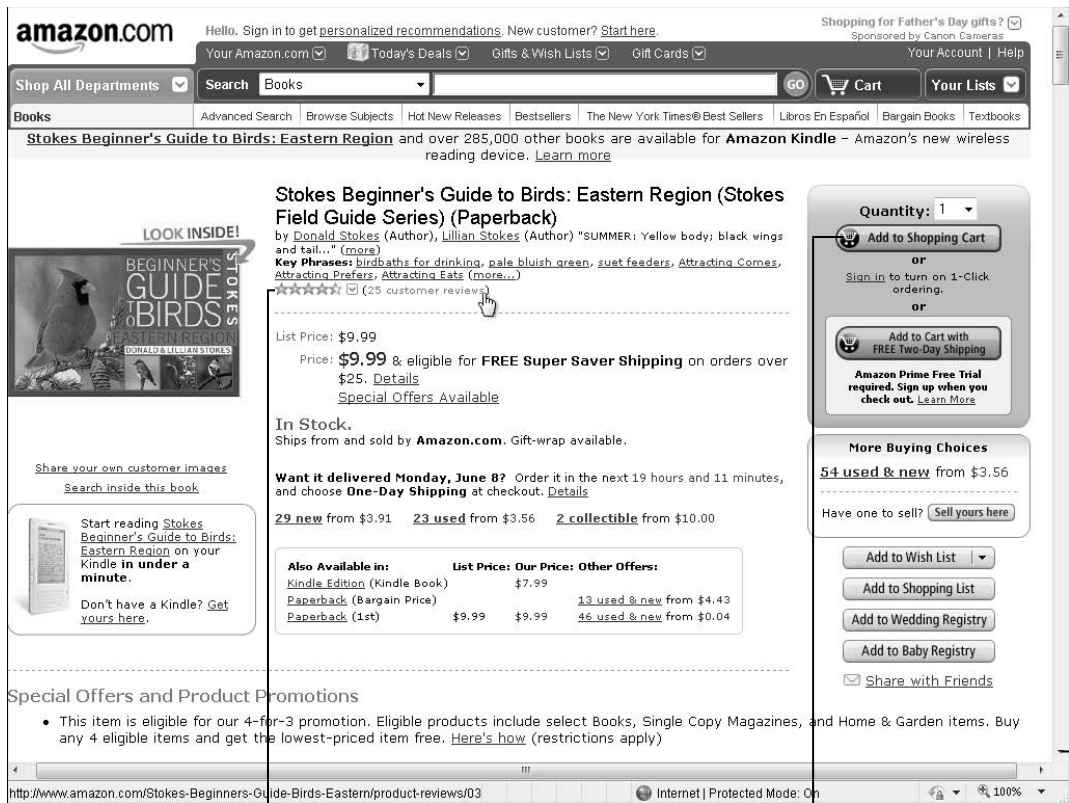 amazon.com
Hello. Sign in to get personalized recommendations. New customer? Start here.
Shopping for Father's Day gifts?
Sponsored by Canon Cameras
Your Amazon.com Today's Deals Gifts & Wish Lists Gift Cards Your Account | Help
Shop All Departments Search Books GO Cart Your Lists
Books Advanced Search Browse Subjects Hot New Releases Bestsellers The New York Times® Best Sellers Libros En Español Bargain Books Textbooks
Stokes Beginner's Guide to Birds: Eastern Region and over 285,000 other books are available for Amazon Kindle – Amazon's new wireless
reading device. Learn more
LOOK INSIDE!
BEGINNER'S
GUIDE
TO BIRDS
EASTERN REGION
DONALD & LILLIAN STOKES
STOKES
Share your own customer images
Search inside this book
Start reading Stokes
Beginner's Guide to Birds:
Eastern Region on your
Kindle in under a
minute.
Don't have a Kindle? Get
yours here.
Stokes Beginner's Guide to Birds: Eastern Region (Stokes
Field Guide Series) (Paperback)
by Donald Stokes (Author), Lillian Stokes (Author) "SUMMER: Yellow body; black wings
and tail..." (more)
Key Phrases: birdbaths for drinking, pale bluish green, suet feeders, Attracting Comes,
Attracting Prefers, Attracting Eats (more...)
(25 customer reviews)
List Price: $9.99
Price: $9.99 & eligible for FREE Super Saver Shipping on orders over
$25. Details
Special Offers Available
In Stock.
Ships from and sold by Amazon.com. Gift-wrap available.
Want it delivered Monday, June 8? Order it in the next 19 hours and 11 minutes,
and choose One-Day Shipping at checkout. Details
29 new from $3.91 23 used from $3.56 2 collectible from $10.00
Also Available in: List Price: Our Price: Other Offers:
Kindle Edition (Kindle Book) $7.99
Paperback (Bargain Price) 13 used & new from $4.43
Paperback (1st) $9.99 $9.99 46 used & new from $0.04
Quantity: 1
Add to Shopping Cart
or
Sign in to turn on 1-Click
ordering.
or
Add to Cart with
FREE Two-Day Shipping
Amazon Prime Free Trial
required. Sign up when you
check out. Learn More
More Buying Choices
54 used & new from $3.56
Have one to sell? Sell yours here
Add to Wish List
Add to Shopping List
Add to Wedding Registry
Add to Baby Registry
Share with Friends
Special Offers and Product Promotions
• This item is eligible for our 4-for-3 promotion. Eligible products include select Books, Single Copy Magazines, and Home & Garden items. Buy
any 4 eligible items and get the lowest-priced item free. Here's how (restrictions apply)
http://www.amazon.com/Stokes-Beginners-Guide-Birds-Eastern/product-reviews/03 Internet | Protected Mode: On 100%